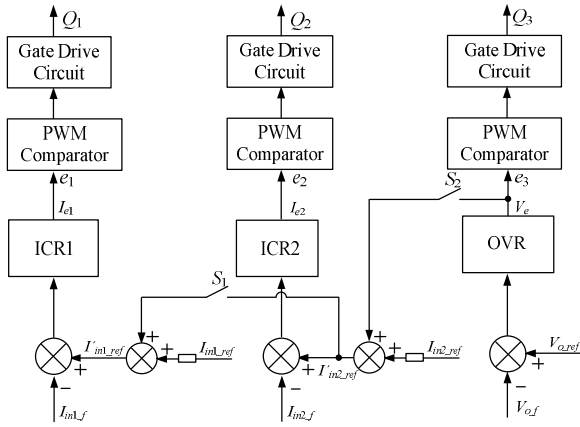 Q1 Q2 Q3
Gate Drive Circuit
Gate Drive Circuit
Gate Drive Circuit
PWM Comparator
PWM Comparator
PWM Comparator
e1 e2 S2 e3
Ie1 Ie2 Ve
ICR1 ICR2 OVR
S1
+ +
I′in1_ref + Iin1_ref
+
I′in2_ref + Iin2_ref
+
Vo_ref
+
− − −
Iin1_f Iin2_f Vo_f